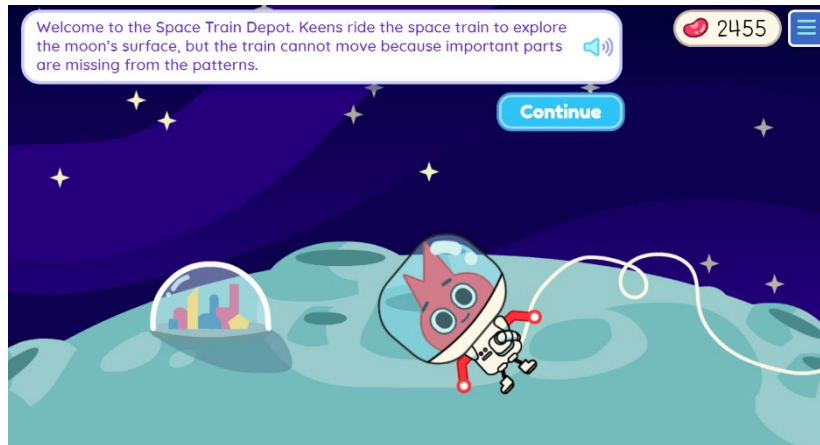 Welcome to the Space Train Depot. Keens ride the space train to explore
the moon's surface, but the train cannot move because important parts
are missing from the patterns.
2455
Continue